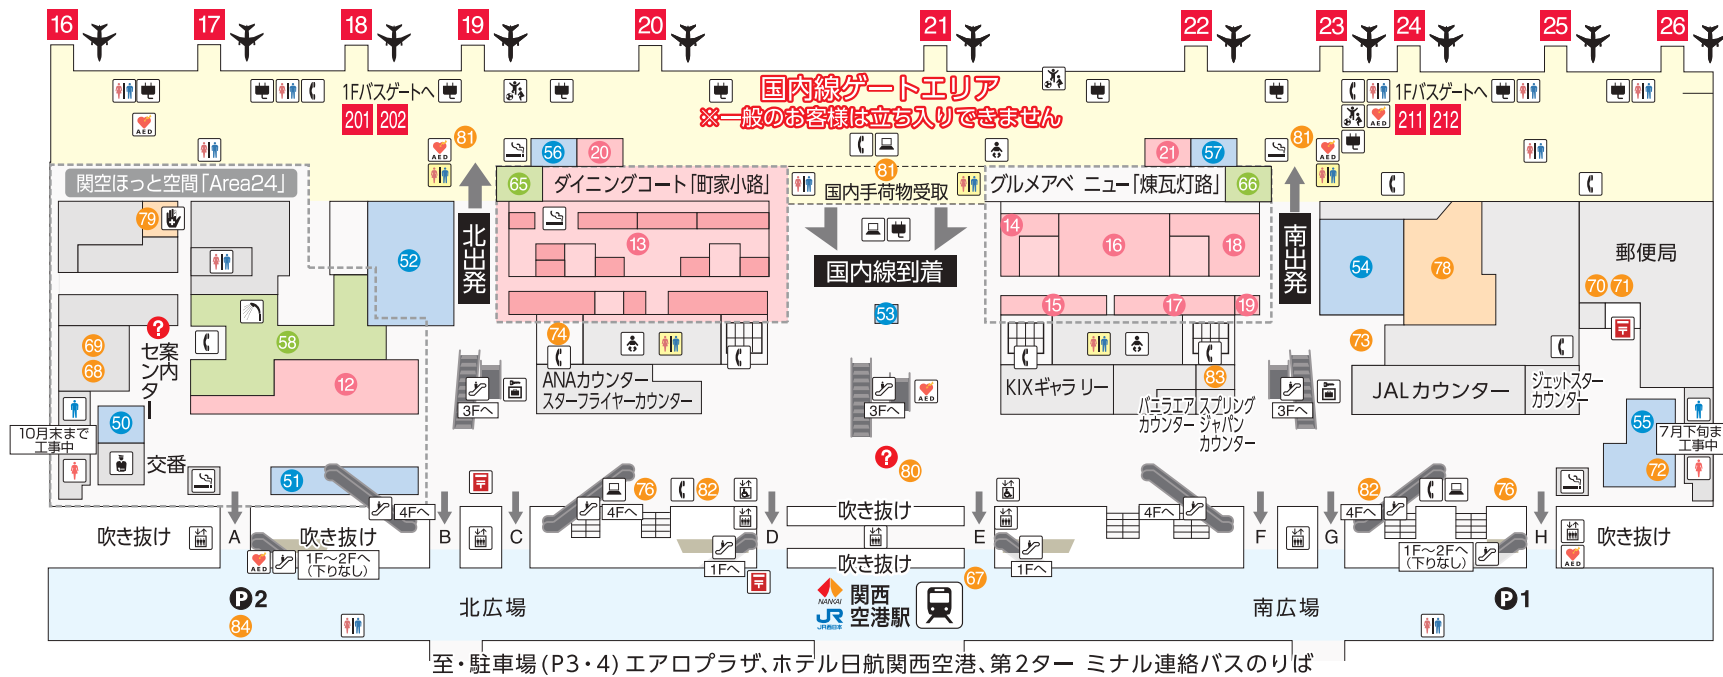 16 17 18 19 20 21 22 23 24 25 26
1Fバスゲートへ
201 202
国内線ゲートエリア
※一般のお客様は立ち入りできません
1Fバスゲートへ
211 212
AED
AED
81
AED
81
AED
81
56
20
21
57
関空ほっと空間「Area24」
65
ダイニングコート「町家小路」
国内手荷物受取
グルメアベ ニュー「煉瓦灯路」
66
79
52
北出発
13
国内線到着
14
16
18
南出発
54
78
郵便局
70 71
53
15
17
19
69
68
?
案内
センター
58
12
74
73
ANAカウンター
スターフライヤーカウンター
3Fへ
3Fへ
AED
KIXギャラ リー
83
バニラエア
カウンター
スプリング
ジャパン
カウンター
3Fへ
JALカウンター
ジェットスター
カウンター
10月末まで
工事中
50
交番
51
55
72
7月下旬ま
工事中
?
80
76
82
82
76
4Fへ
4Fへ
4Fへ
4Fへ
吹き抜け
A
吹き抜け
B
C
D
吹き抜け
E
F
G
H
吹き抜け
AED
1F～2Fへ
(下りなし)
1Fへ
吹き抜け
1Fへ
1F～2Fへ
(下りなし)
AED
P2
84
北広場
NANKAI
JR
JR西日本
関西
空港駅
67
南広場
P1
至・駐車場(P3・4)エアロプラザ、ホテル日航関西空港、第2ター ミナル連絡バスのりば